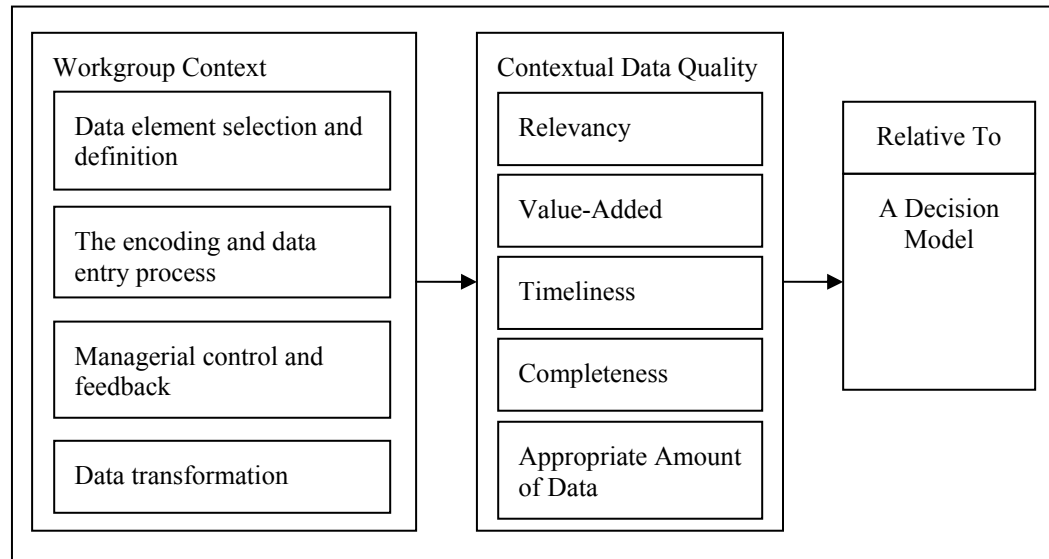 Workgroup Context
Data element selection and
definition
The encoding and data
entry process
Managerial control and
feedback
Data transformation
Contextual Data Quality
Relevancy
Value-Added
Timeliness
Completeness
Appropriate Amount
of Data
Relative To
A Decision
Model